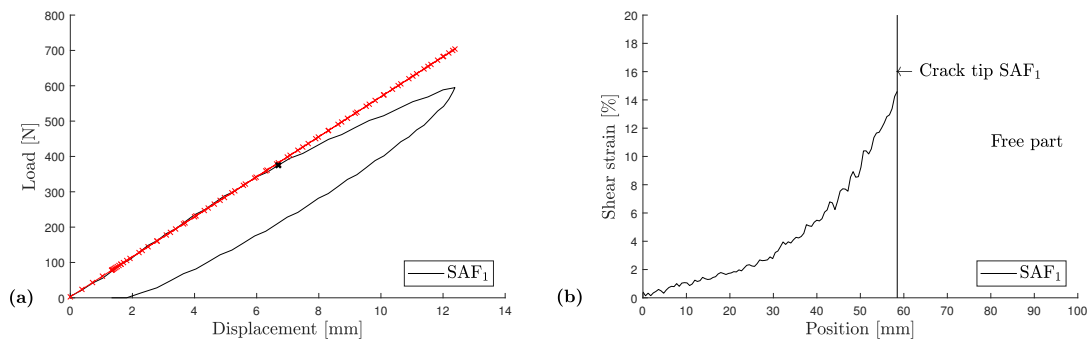 800
700
600
500
400
300
200
100
0
Load [N]
0 2 4 6 8 10 12 14
Displacement [mm]
SAF1
(a)
20
18
16
14
12
10
8
6
4
2
0
Shear strain [%]
Crack tip SAF1
Free part
SAF1
0 10 20 30 40 50 60 70 80 90 100
Position [mm]
(b)